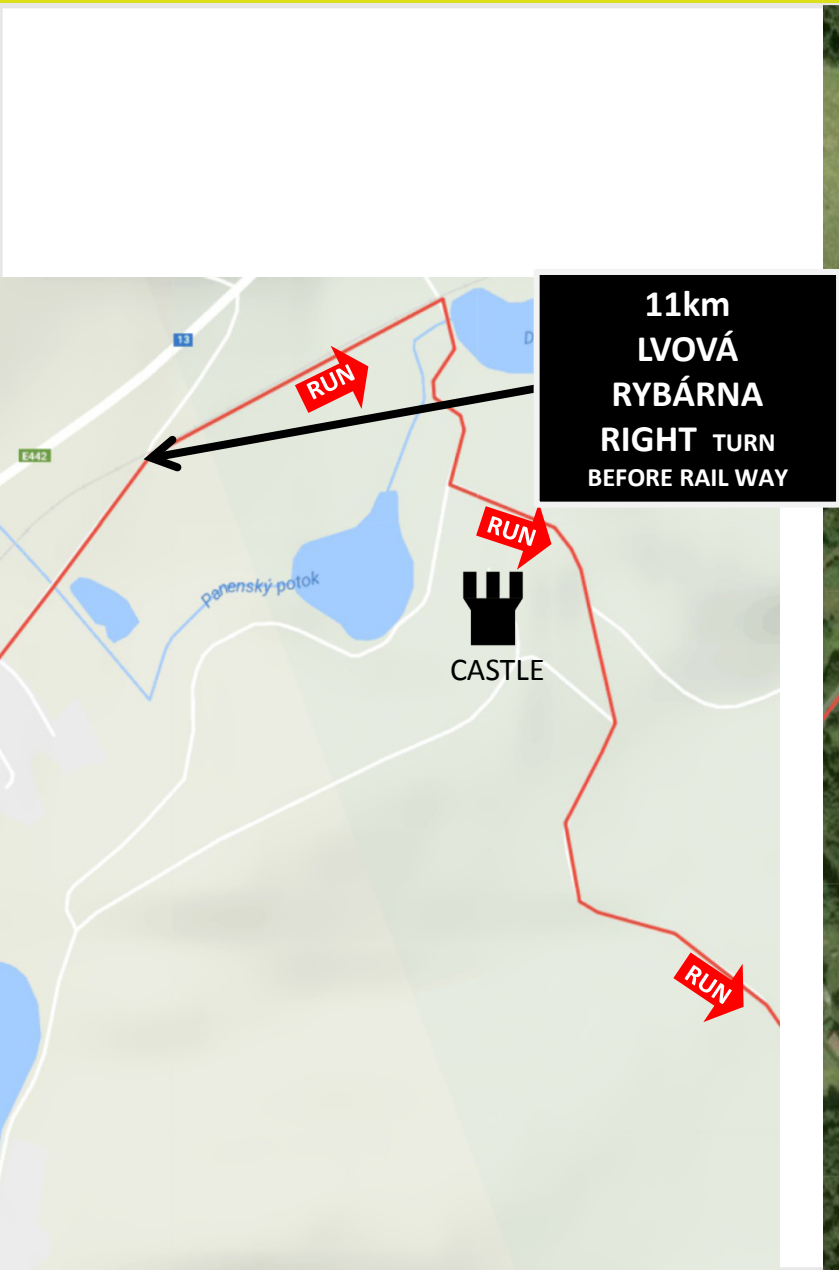 11km
LVOVÁ
RYBÁRNA
RIGHT TURN
BEFORE RAIL WAY
13
D
RUN
E442
RUN
Panenský potok
CASTLE
RUN